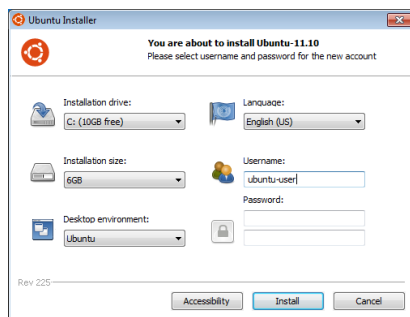 Ubuntu Installer
You are about to install Ubuntu-11.10
Please select username and password for the new account
Installation drive:
C: (10GB free)
Language:
English (US)
Installation size:
6GB
Username:
ubuntu-user
Password:
Desktop environment:
Ubuntu
Rev 225
Accessibility
Install
Cancel